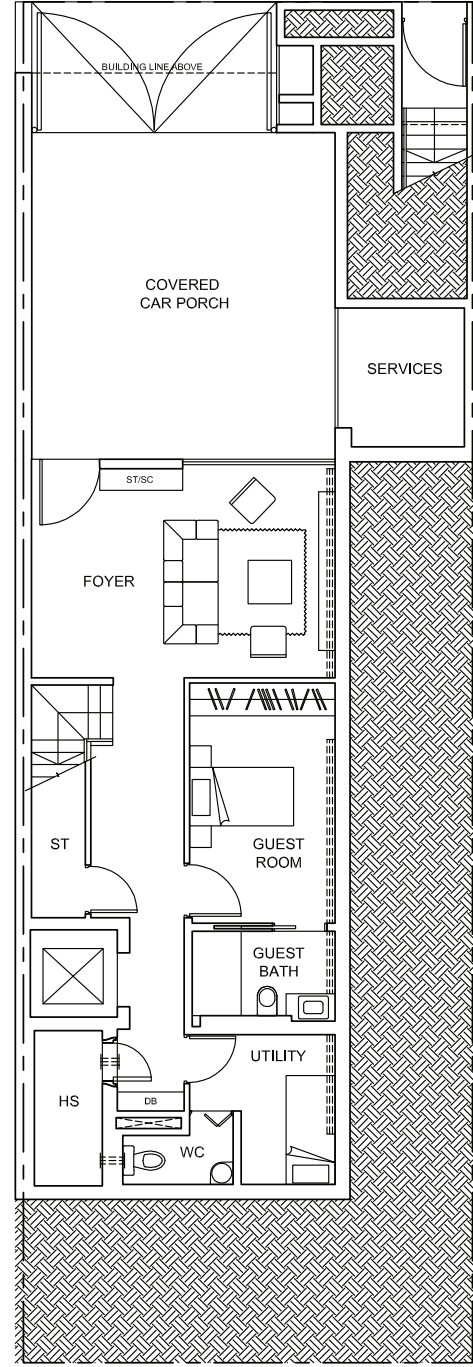 BUILDING LINE ABOVE
COVERED
CAR PORCH
SERVICES
ST/SC
FOYER
ST
GUEST
ROOM
GUEST
BATH
UTILITY
HS
DB
WC